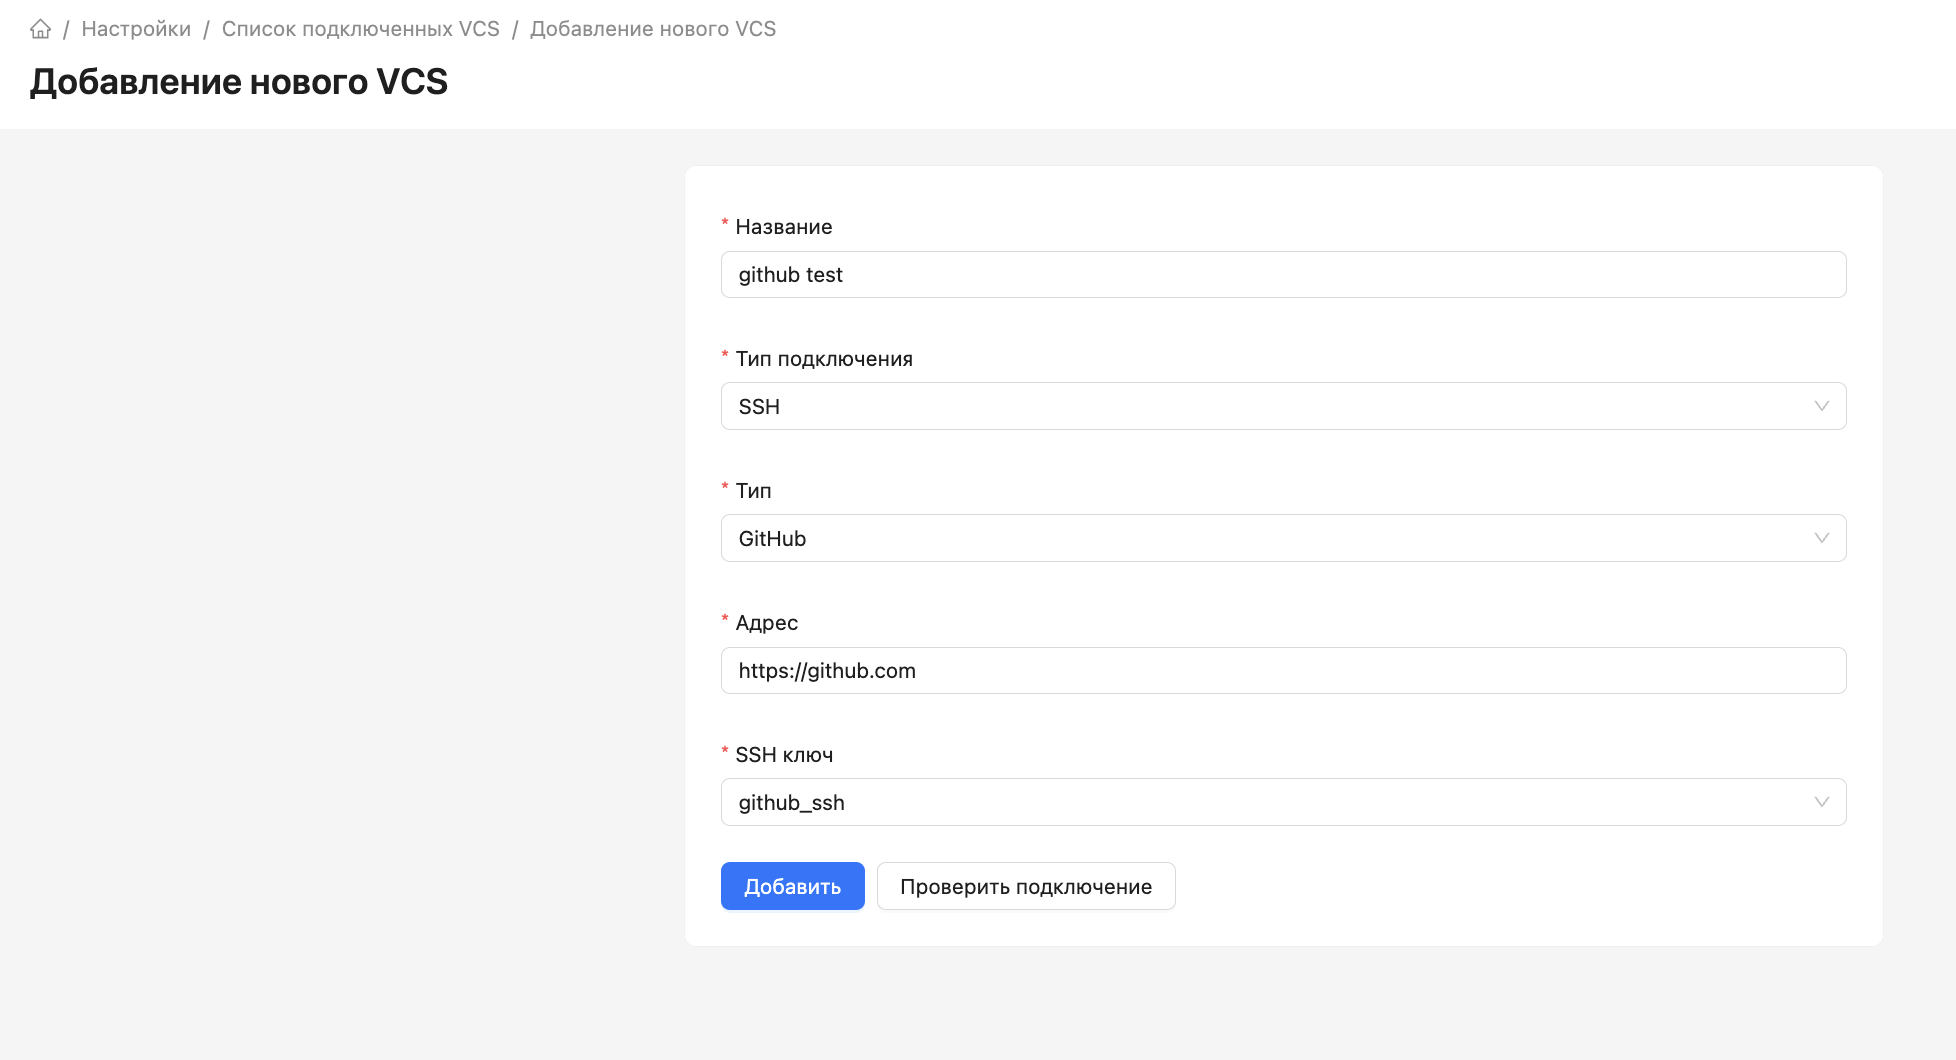 / Настройки / Список подключенных VCS / Добавление нового VCS
Добавление нового VCS
* Название
github test
* Тип подключения
SSH
* Тип
GitHub
* Адрес
https://github.com
* SSH ключ
github_ssh
Добавить Проверить подключение